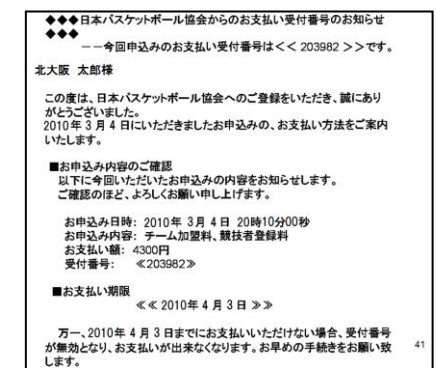 ◆◆◆日本バスケットボール協会からのお支払い受付番号のお知らせ
◆◆◆
－－今回申込みのお支払い受付番号は<< 203982 >>です。
北大阪 太郎様
この度は、日本バスケットボール協会へのご登録をいただき、誠にあり
がとうございました。
2010年 3 月 4 日にいただきましたお申込みの、お支払い方法をご案内
いたします。
■お申込み内容のご確認
以下に今回いただいたお申込みの内容をお知らせします。
ご確認のほど、よろしくお願い申し上げます。
お申込み日時: 2010年 3月 4日 20時10分00秒
お申込み内容: チーム加盟料、競技者登録料
お支払い額: 4300円
受付番号: ≪203982≫
■お支払い期限
≪≪ 2010年 4 月 3 日 ≫≫
万一、2010年 4 月 3 日までにお支払いいただけない場合、受付番号
が無効となり、お支払いが出来なくなります。お早めの手続きをお願い致
します。
41